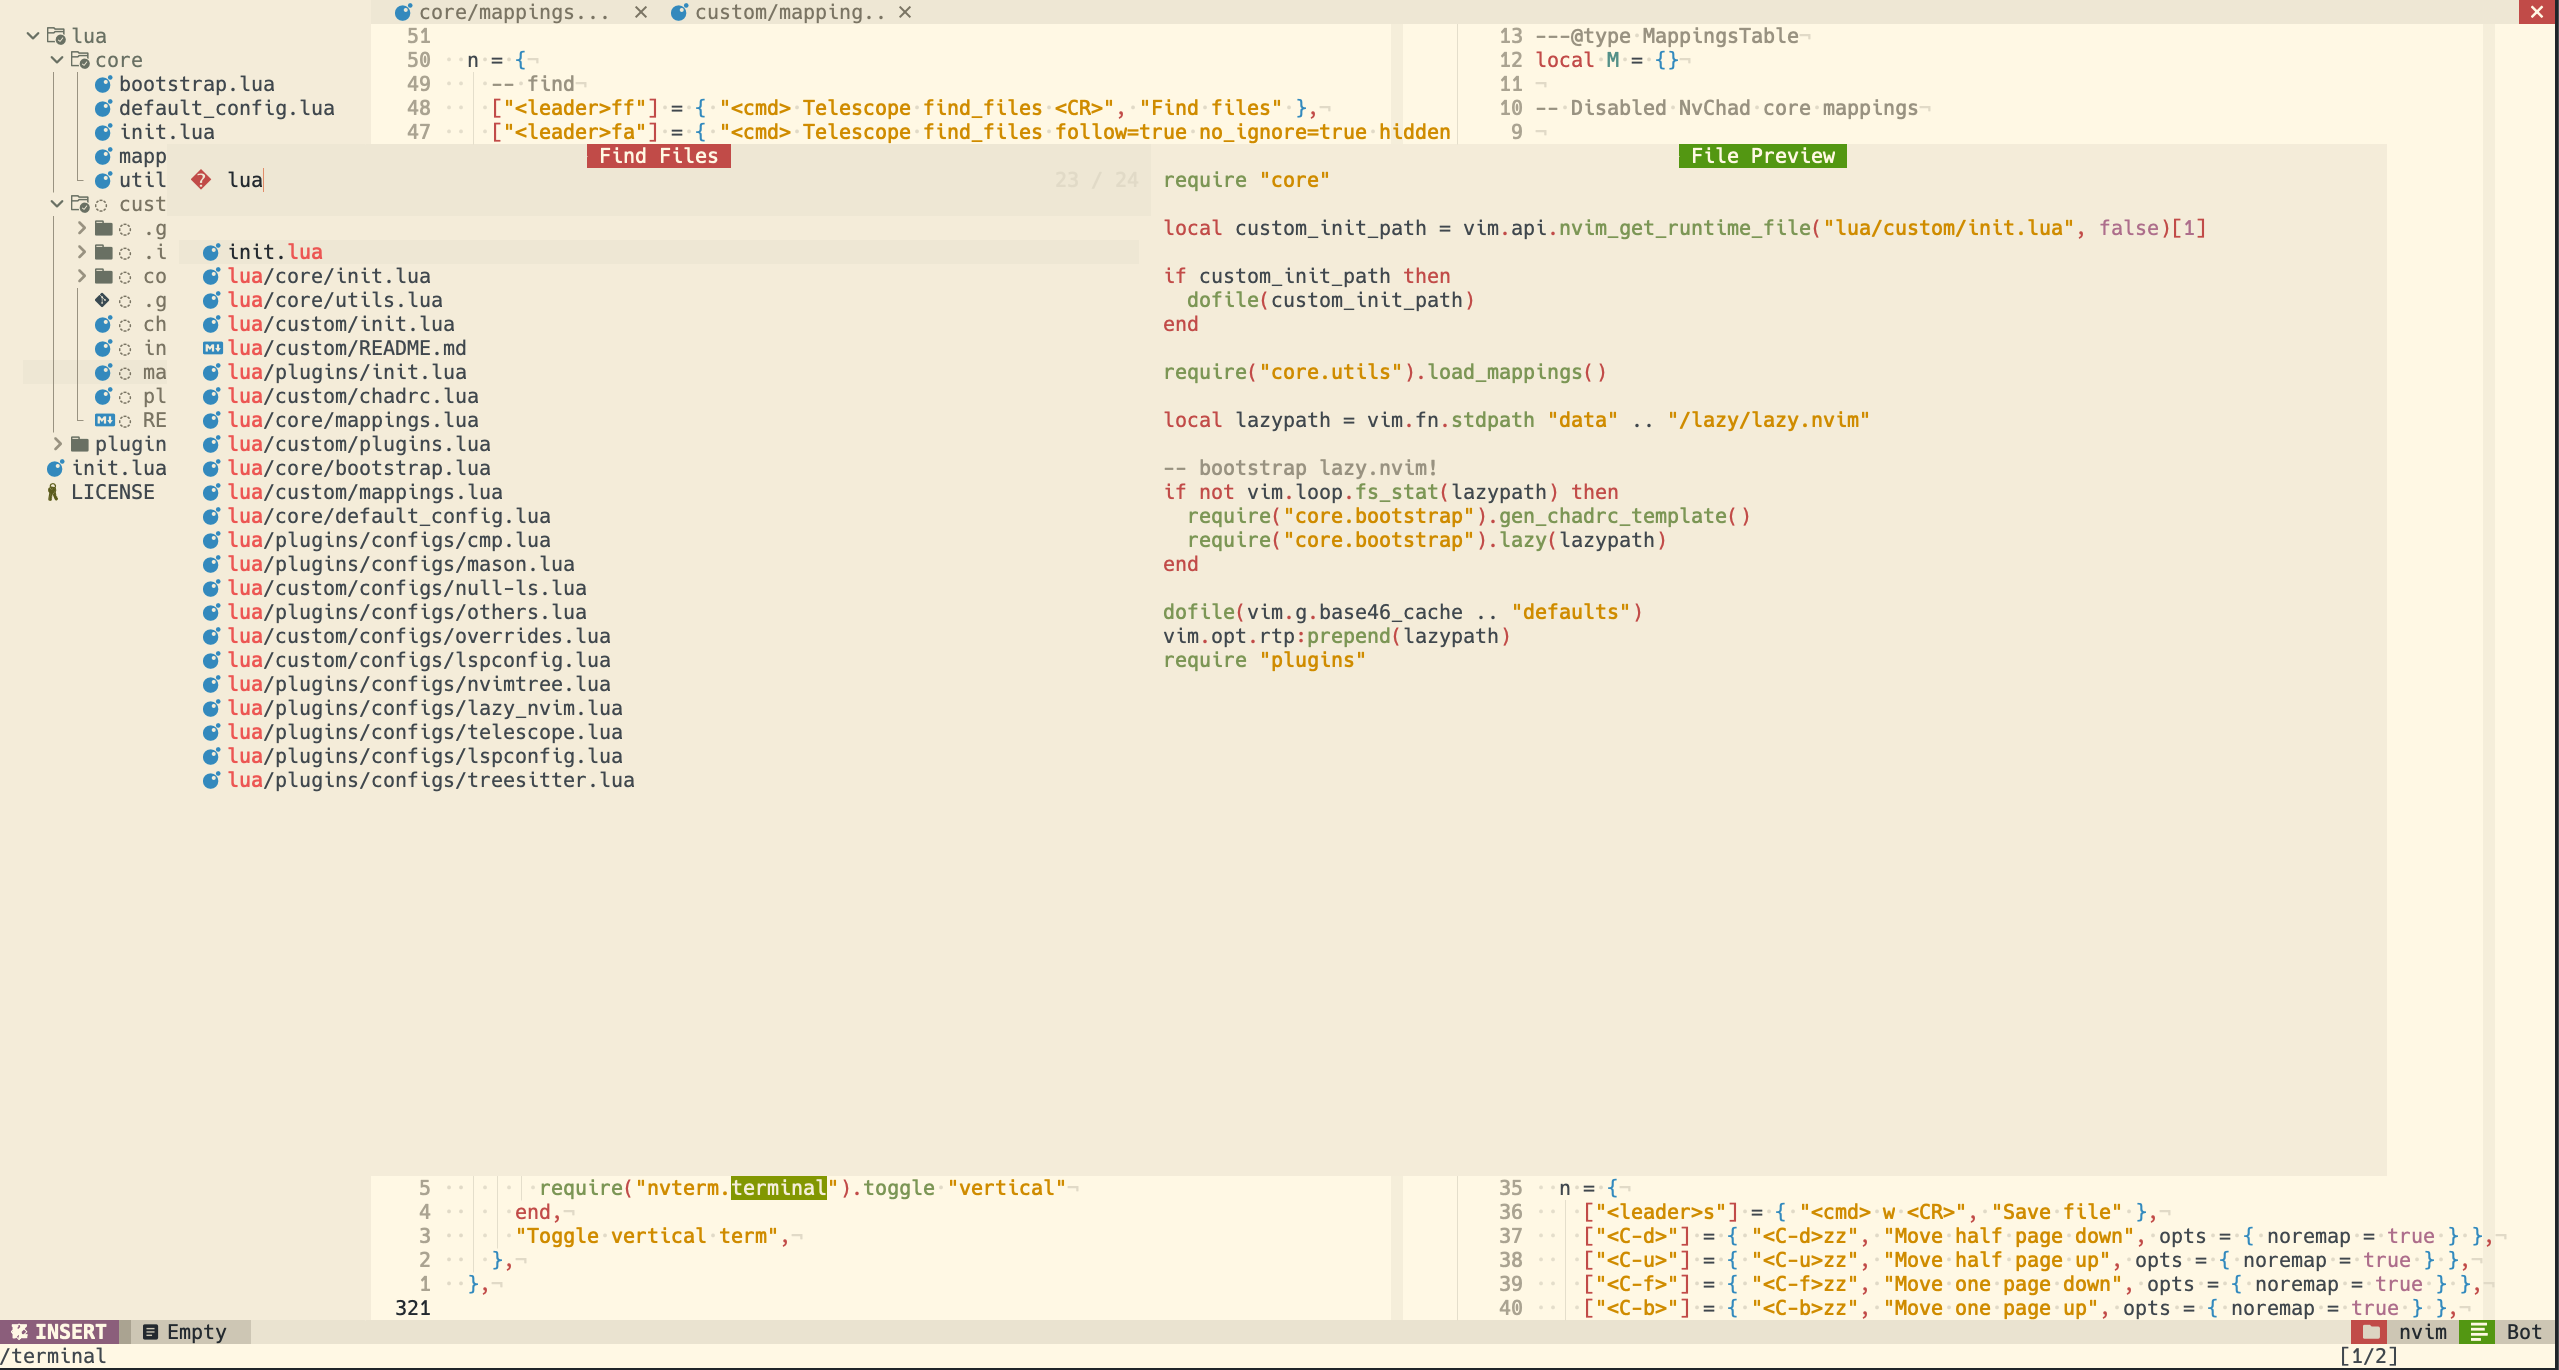 core/mappings... ✕ custom/mapping.. ✕
lua
core
bootstrap.lua
default_config.lua
init.lua
mapp
util
cust
.g
.i
co
.g
ch
in
ma
pl
RE
plugin
init.lua
LICENSE
51
50 n = {
49 -- find
48 ["<leader>ff"] = { "<cmd> Telescope find_files <CR>", "Find files" },
47 ["<leader>fa"] = { "<cmd> Telescope find_files follow=true no_ignore=true hidden
13 ---@type MappingsTable
12 local M = {}
11
10 -- Disabled NvChad core mappings
9
Find Files
lua 23 / 24
init.lua
lua/core/init.lua
lua/core/utils.lua
lua/custom/init.lua
lua/custom/README.md
lua/plugins/init.lua
lua/custom/chadrc.lua
lua/core/mappings.lua
lua/custom/plugins.lua
lua/core/bootstrap.lua
lua/custom/mappings.lua
lua/core/default_config.lua
lua/plugins/configs/cmp.lua
lua/plugins/configs/mason.lua
lua/custom/configs/null-ls.lua
lua/plugins/configs/others.lua
lua/custom/configs/overrides.lua
lua/custom/configs/lspconfig.lua
lua/plugins/configs/nvimtree.lua
lua/plugins/configs/lazy_nvim.lua
lua/plugins/configs/telescope.lua
lua/plugins/configs/lspconfig.lua
lua/plugins/configs/treesitter.lua
File Preview
require "core"
local custom_init_path = vim.api.nvim_get_runtime_file("lua/custom/init.lua", false)[1]
if custom_init_path then
dofile(custom_init_path)
end
require("core.utils").load_mappings()
local lazypath = vim.fn.stdpath "data" .. "/lazy/lazy.nvim"
-- bootstrap lazy.nvim!
if not vim.loop.fs_stat(lazypath) then
require("core.bootstrap").gen_chadrc_template()
require("core.bootstrap").lazy(lazypath)
end
dofile(vim.g.base46_cache .. "defaults")
vim.opt.rtp:prepend(lazypath)
require "plugins"
5 require("nvterm.terminal").toggle "vertical"
4 end,
3 "Toggle vertical term",
2 },
1 },
321
35 n = {
36 ["<leader>s"] = { "<cmd> w <CR>", "Save file" },
37 ["<C-d>"] = { "<C-d>zz", "Move half page down", opts = { noremap = true } },
38 ["<C-u>"] = { "<C-u>zz", "Move half page up", opts = { noremap = true } },
39 ["<C-f>"] = { "<C-f>zz", "Move one page down", opts = { noremap = true } },
40 ["<C-b>"] = { "<C-b>zz", "Move one page up", opts = { noremap = true } },
INSERT Empty nvim Bot
/terminal [1/2]